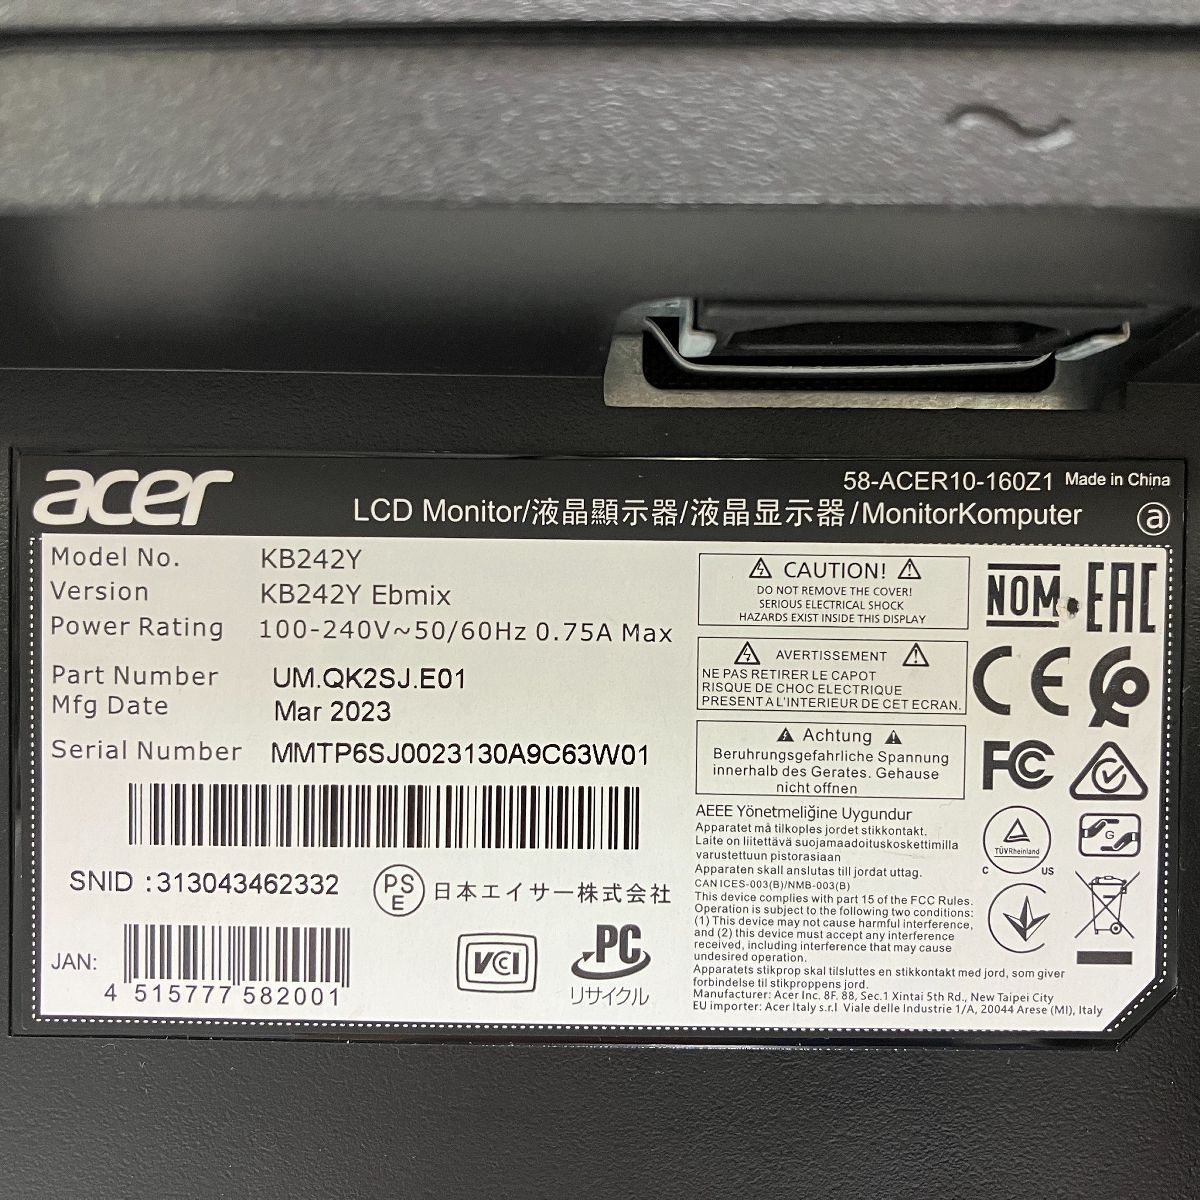 acer
58-ACER10-160Z1 Made in China
LCD Monitor/液晶顯示器/液晶显示器/MonitorKomputer
a
Model No. KB242Y
Version KB242Y Ebmix
Power Rating 100-240V~50/60Hz 0.75A Max
Part Number UM.QK2SJ.E01
Mfg Date Mar 2023
Serial Number MMTP6SJ0023130A9C63W01
SNID :313043462332
PSE 日本エイサー株式会社
JAN:
4 515777 582001
VCCI
PC
リサイクル
CAUTION!
DO NOT REMOVE THE COVER!
SERIOUS ELECTRICAL SHOCK
HAZARDS EXIST INSIDE THIS DISPLAY
AVERTISSEMENT
NE PAS RETIRER LE CAPOT
RISQUE DE CHOC ELECTRIQUE
PRESENT A L'INTERIEUR DE CET ECRAN.
Achtung
Beruhrungsgefahrliche Spannung
innerhalb des Gerates. Gehause
nicht offnen
AEEE Yönetmeliğine Uygundur
Apparatet må tilkoples jordet stikkontakt.
Laite on liitettävä suojamaadoituskoskettimilla
varustettuun pistorasiaan
Apparaten skall anslutas till jordat uttag.
CAN ICES-003(B)/NMB-003(B)
This device complies with part 15 of the FCC Rules.
Operation is subject to the following two conditions:
(1) This device may not cause harmful interference,
and (2) this device must accept any interference
received, including interference that may cause
undesired operation.
Apparatets stikprop skal tilsluttes en stikkontakt med jord, som giver
forbindelse til stikproppens jord.
Manufacturer: Acer Inc. 8F, 88, Sec.1 Xintai 5th Rd., New Taipei City
EU importer: Acer Italy s.r.l Viale delle Industrie 1/A, 20044 Arese (MI), Italy
NOM EAC
CE
FCC
TÜVRheinland
C US
G